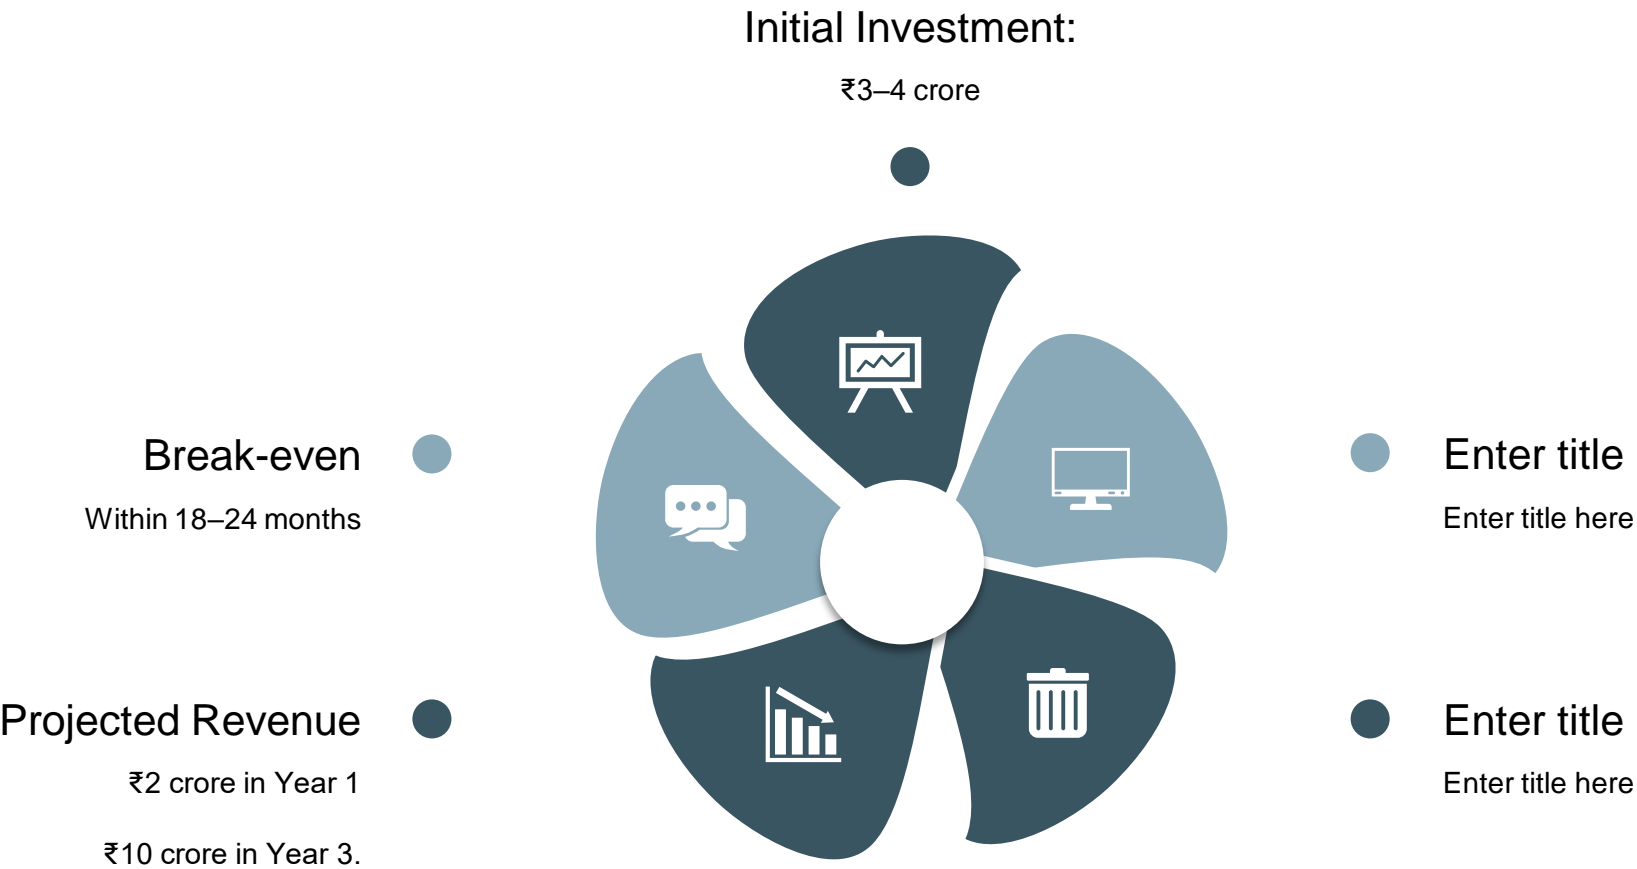 Initial Investment:
₹3–4 crore
Break-even
Within 18–24 months
Enter title
Enter title here
Projected Revenue
₹2 crore in Year 1
₹10 crore in Year 3.
Enter title
Enter title here